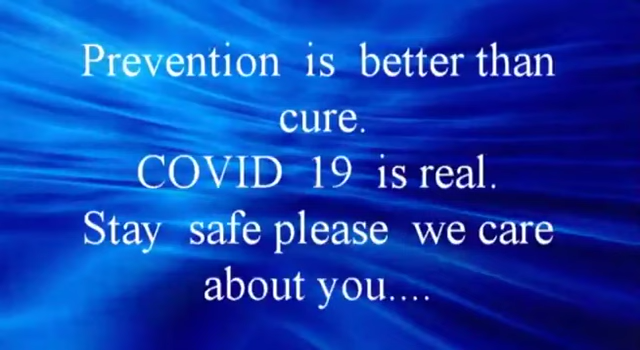 Prevention is better than
cure.
COVID 19 is real.
Stay safe please we care
about you....